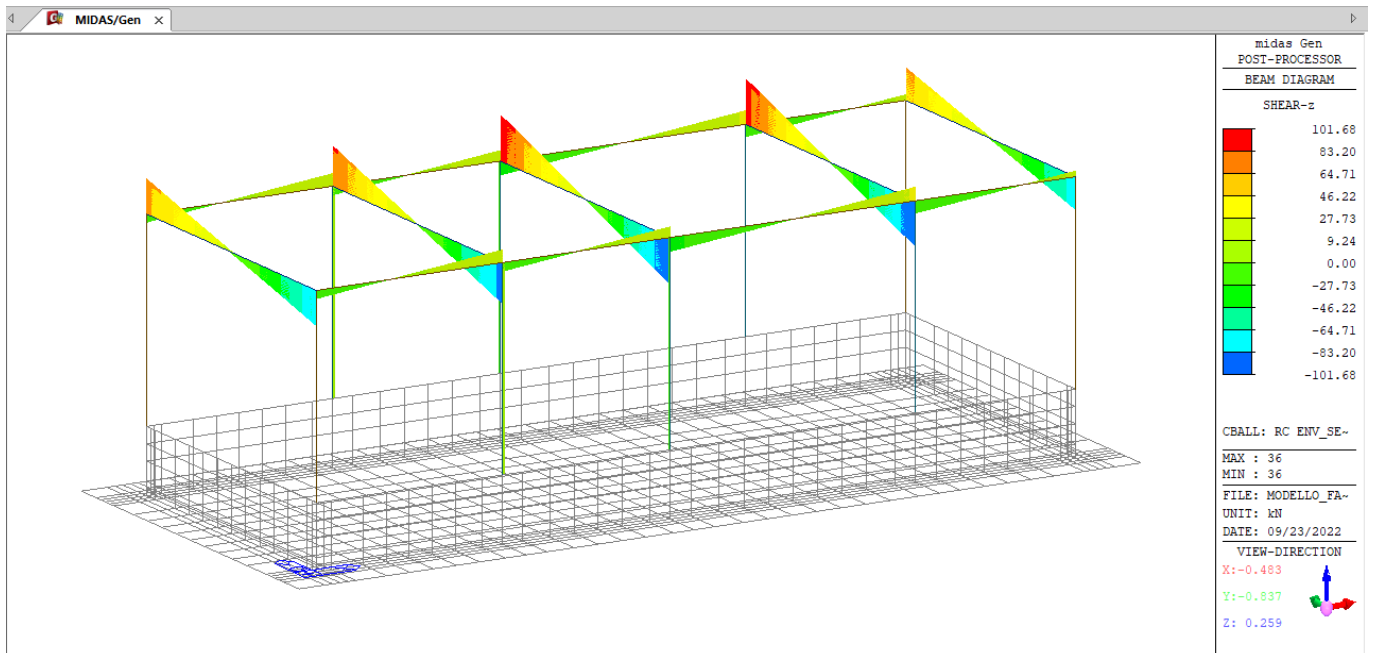 MIDAS/Gen
midas Gen
POST-PROCESSOR
BEAM DIAGRAM
SHEAR-z
101.68
83.20
64.71
46.22
27.73
9.24
0.00
-27.73
-46.22
-64.71
-83.20
-101.68
CBALL: RC ENV_SE~
MAX : 36
MIN : 36
FILE: MODELLO_FA~
UNIT: kN
DATE: 09/23/2022
VIEW-DIRECTION
X:-0.483
Y:-0.837
Z: 0.259